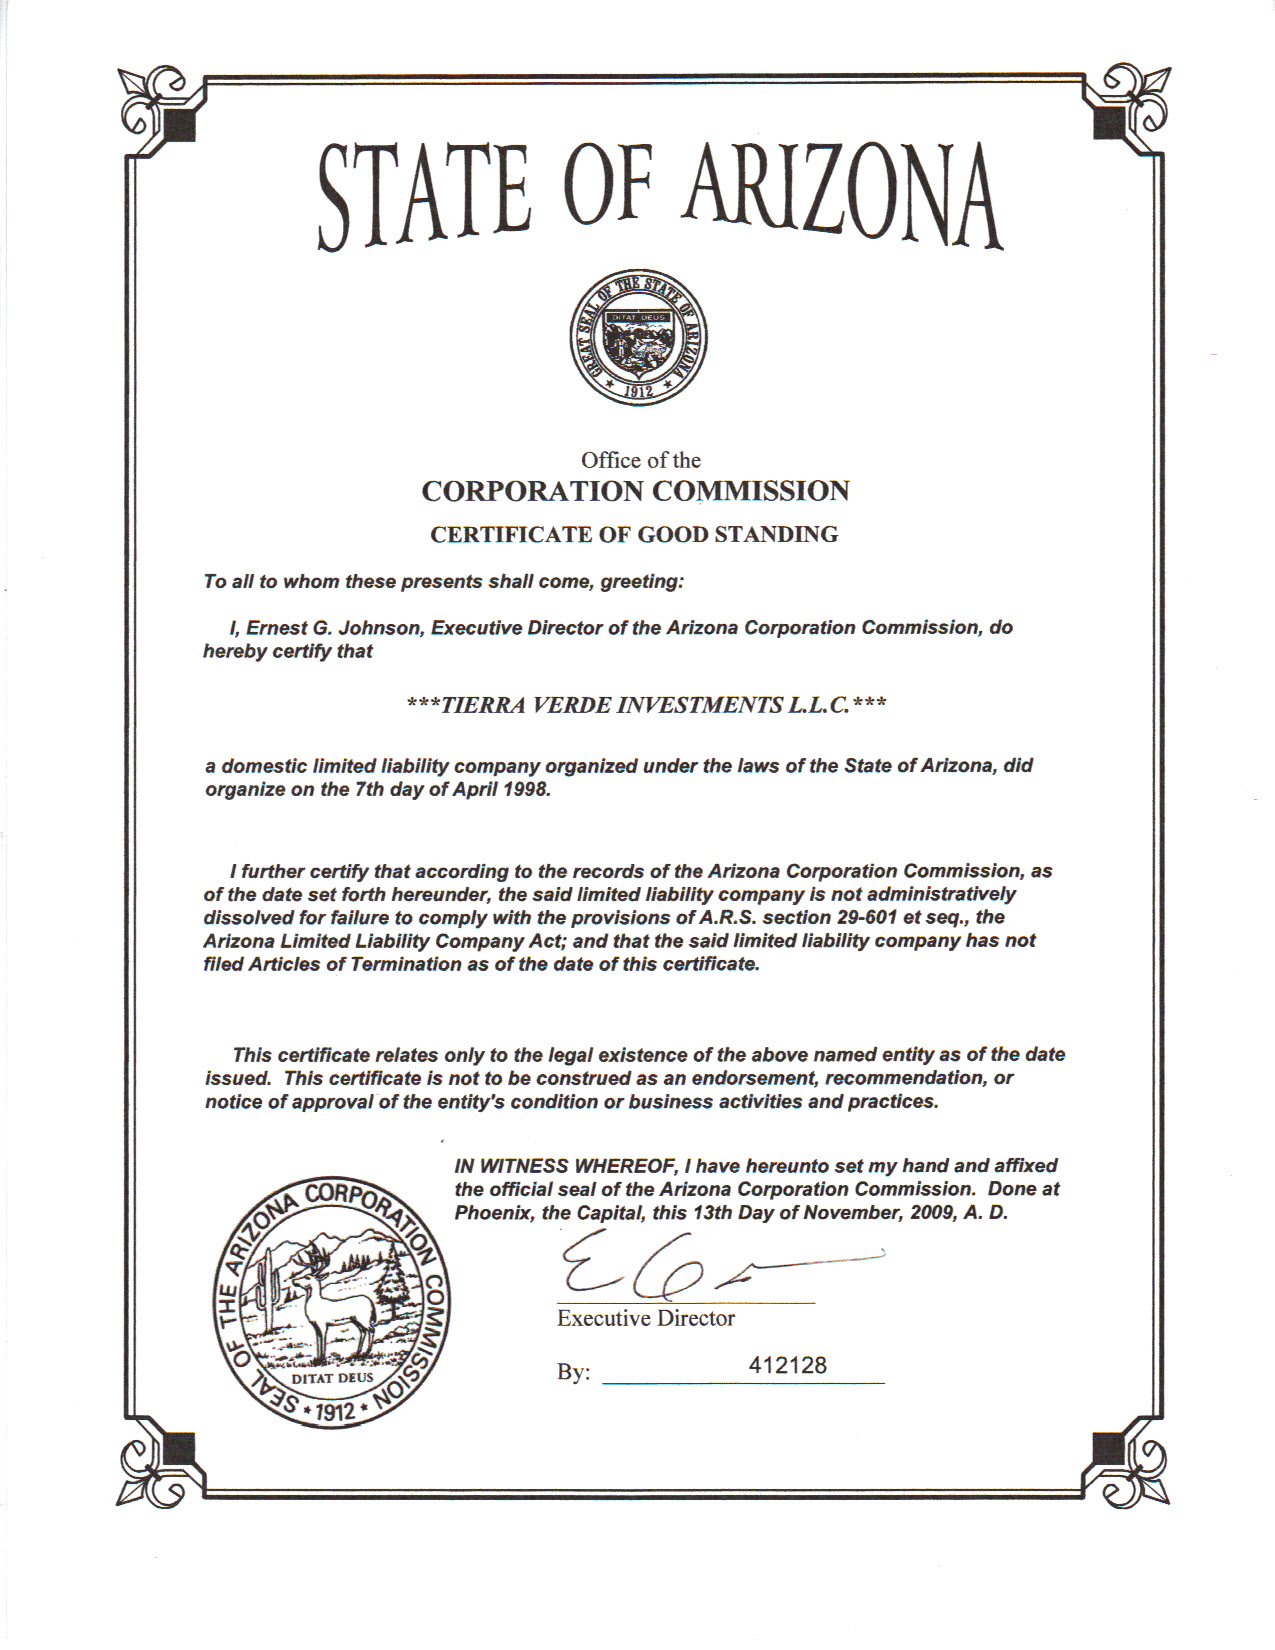 STATE OF ARIZONA
GREAT SEAL OF THE STATE OF ARIZONA
DITAT DEUS
1912
Office of the
CORPORATION COMMISSION
CERTIFICATE OF GOOD STANDING
To all to whom these presents shall come, greeting:
I, Ernest G. Johnson, Executive Director of the Arizona Corporation Commission, do
hereby certify that
***TIERRA VERDE INVESTMENTS L.L.C.***
a domestic limited liability company organized under the laws of the State of Arizona, did
organize on the 7th day of April 1998.
I further certify that according to the records of the Arizona Corporation Commission, as
of the date set forth hereunder, the said limited liability company is not administratively
dissolved for failure to comply with the provisions of A.R.S. section 29-601 et seq., the
Arizona Limited Liability Company Act; and that the said limited liability company has not
filed Articles of Termination as of the date of this certificate.
This certificate relates only to the legal existence of the above named entity as of the date
issued. This certificate is not to be construed as an endorsement, recommendation, or
notice of approval of the entity's condition or business activities and practices.
IN WITNESS WHEREOF, I have hereunto set my hand and affixed
the official seal of the Arizona Corporation Commission. Done at
Phoenix, the Capital, this 13th Day of November, 2009, A. D.
Executive Director
By: 412128
SEAL OF THE ARIZONA CORPORATION COMMISSION
DITAT DEUS
1912